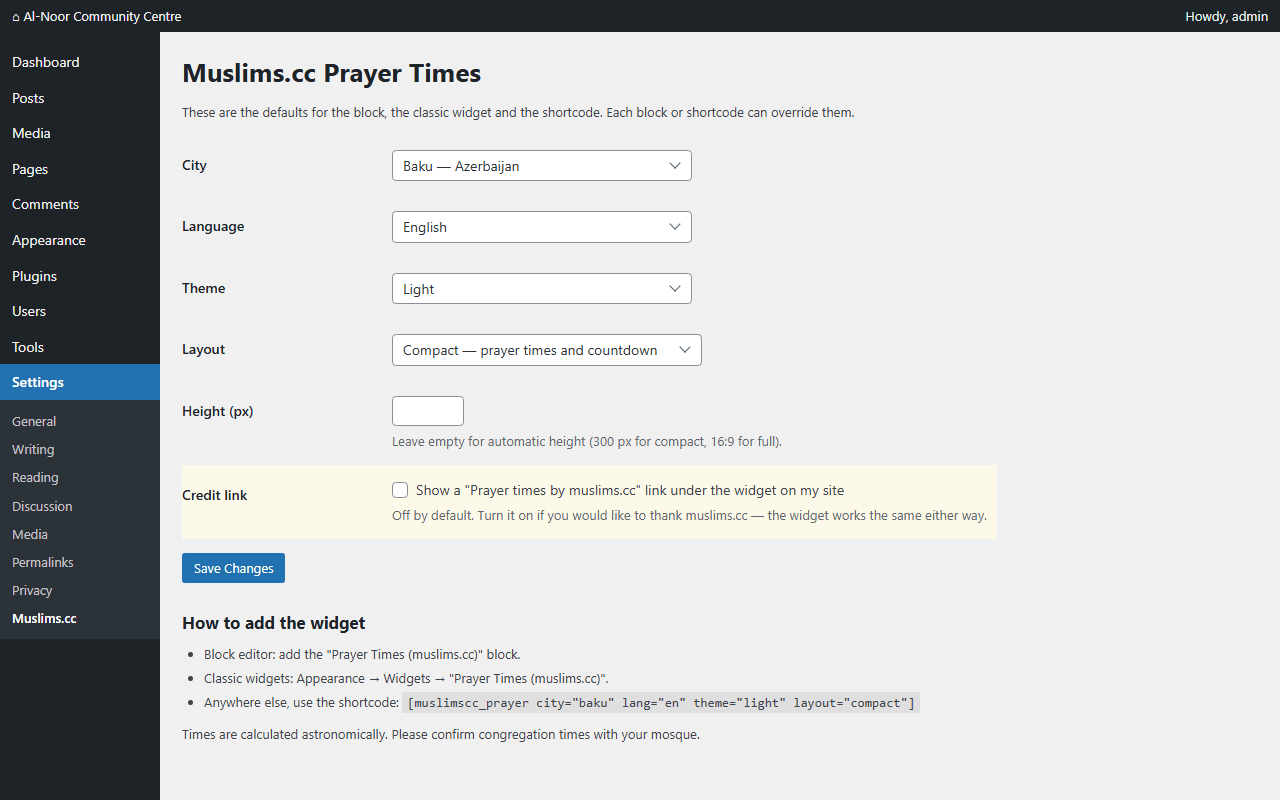 ⌂ Al-Noor Community Centre
Howdy, admin
Dashboard
Posts
Media
Pages
Comments
Appearance
Plugins
Users
Tools
Settings
General
Writing
Reading
Discussion
Media
Permalinks
Privacy
Muslims.cc
Muslims.cc Prayer Times
These are the defaults for the block, the classic widget and the shortcode. Each block or shortcode can override them.
City
Baku — Azerbaijan
Language
English
Theme
Light
Layout
Compact — prayer times and countdown
Height (px)
Leave empty for automatic height (300 px for compact, 16:9 for full).
Credit link
Show a "Prayer times by muslims.cc" link under the widget on my site
Off by default. Turn it on if you would like to thank muslims.cc — the widget works the same either way.
Save Changes
How to add the widget
• Block editor: add the "Prayer Times (muslims.cc)" block.
• Classic widgets: Appearance → Widgets → "Prayer Times (muslims.cc)".
• Anywhere else, use the shortcode: [muslimscc_prayer city="baku" lang="en" theme="light" layout="compact"]
Times are calculated astronomically. Please confirm congregation times with your mosque.